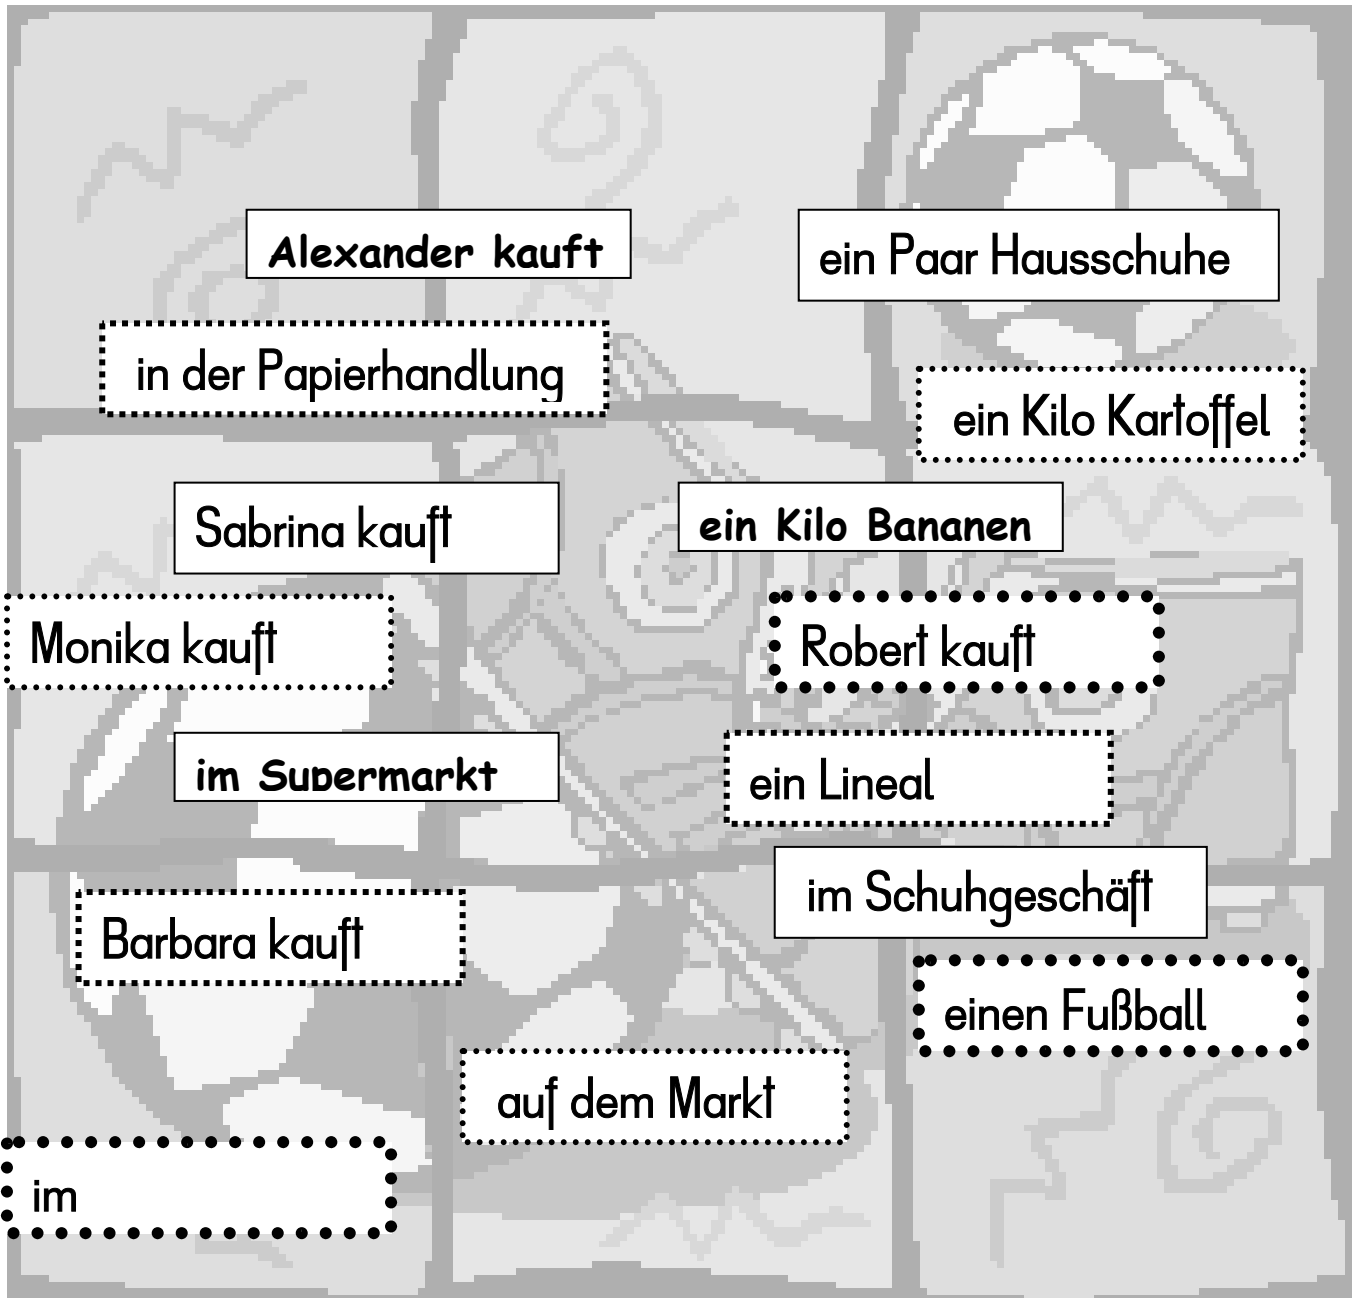 Alexander kauft
ein Paar Hausschuhe
in der Papierhandlung
ein Kilo Kartoffel
Sabrina kauft
ein Kilo Bananen
Monika kauft
Robert kauft
im Supermarkt
ein Lineal
im Schuhgeschäft
Barbara kauft
einen Fußball
auf dem Markt
im